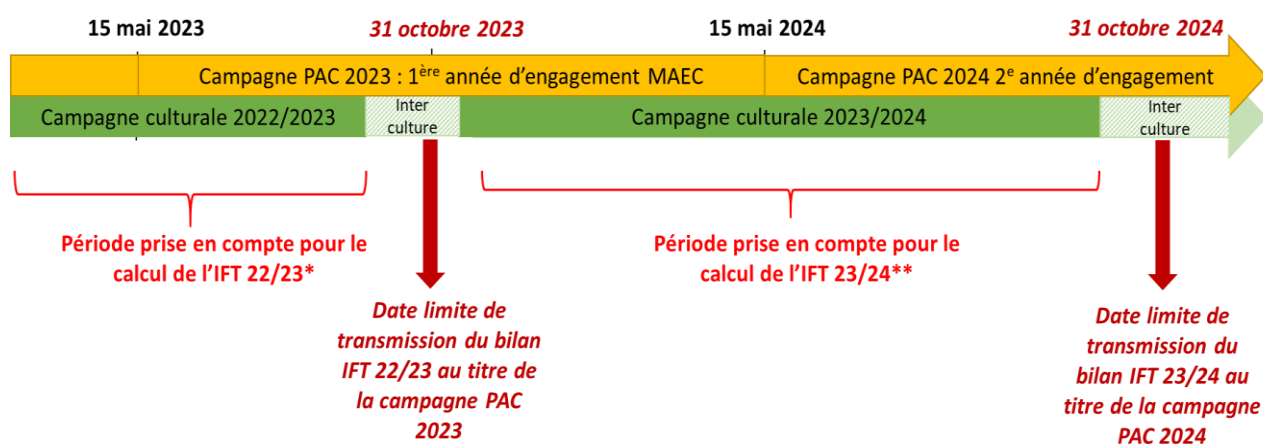 15 mai 2023
31 octobre 2023
15 mai 2024
31 octobre 2024
Campagne PAC 2023 : 1ère année d'engagement MAEC
Campagne PAC 2024 2e année d'engagement
Campagne culturale 2022/2023
Inter
culture
Campagne culturale 2023/2024
Inter
culture
Période prise en compte pour le
calcul de l'IFT 22/23*
Période prise en compte pour le
calcul de l'IFT 23/24**
Date limite de
transmission du bilan
IFT 22/23 au titre de
la campagne PAC
2023
Date limite de
transmission du
bilan IFT 23/24 au
titre de la campagne
PAC 2024